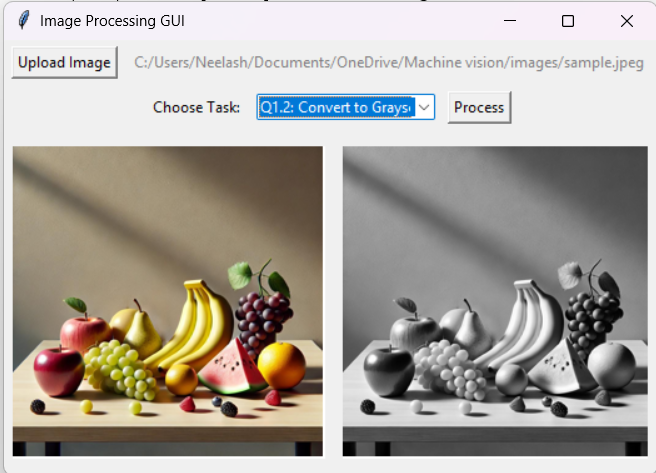 Image Processing GUI
Upload Image C:/Users/Neelash/Documents/OneDrive/Machine vision/images/sample.jpeg
Choose Task: Q1.2: Convert to Graysc Process